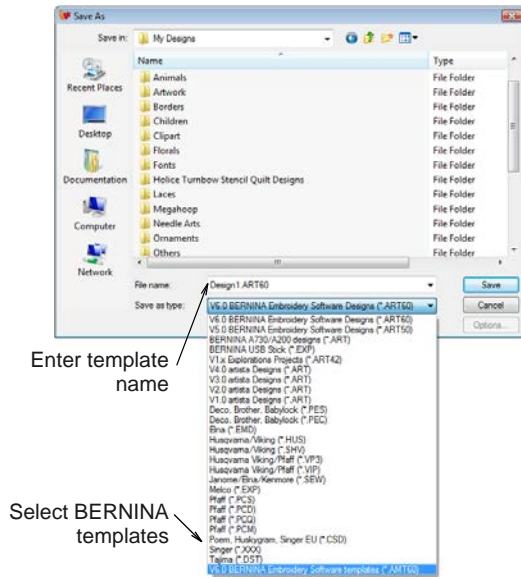 Save As
Save in:
My Designs
Name
Type
Recent Places
Desktop
Documentation
Computer
Network
Animals
File Folder
Artwork
File Folder
Borders
File Folder
Children
File Folder
Clipart
File Folder
Florals
File Folder
Fonts
File Folder
Holice Turnbow Stencil Quilt Designs
File Folder
Laces
File Folder
Megahoop
File Folder
Needle Arts
File Folder
Ornaments
File Folder
Others
File Folder
File name:
Design1.ART60
Save
Save as type:
V6.0 BERNINA Embroidery Software Designs (*.ART60)
Cancel
Options...
V6.0 BERNINA Embroidery Software Designs (*.ART60)
V5.0 BERNINA Embroidery Software Designs (*.ART50)
BERNINA A730/A200 designs (*.ART)
BERNINA USB Stick (*.EXP)
V1.x Explorations Projects (*.ART42)
V4.0 artista Designs (*.ART)
V3.0 artista Designs (*.ART)
V2.0 artista Designs (*.ART)
V1.0 artista Designs (*.ART)
Deco, Brother, Babylock (*.PES)
Deco, Brother, Babylock (*.PEC)
Elna (*.EMD)
Husqvarna/Viking (*.HUS)
Husqvarna/Viking (*.SHV)
Husqvarna Viking/Pfaff (*.VP3)
Husqvarna Viking/Pfaff (*.VIP)
Janome/Elna/Kenmore (*.SEW)
Melco (*.EXP)
Pfaff (*.PCS)
Pfaff (*.PCD)
Pfaff (*.PCQ)
Pfaff (*.PCM)
Poem, Huskygram, Singer EU (*.CSD)
Singer (*.XXX)
Tajima (*.DST)
V6.0 BERNINA Embroidery Software templates (*.AMT60)
Enter template
name
Select BERNINA
templates